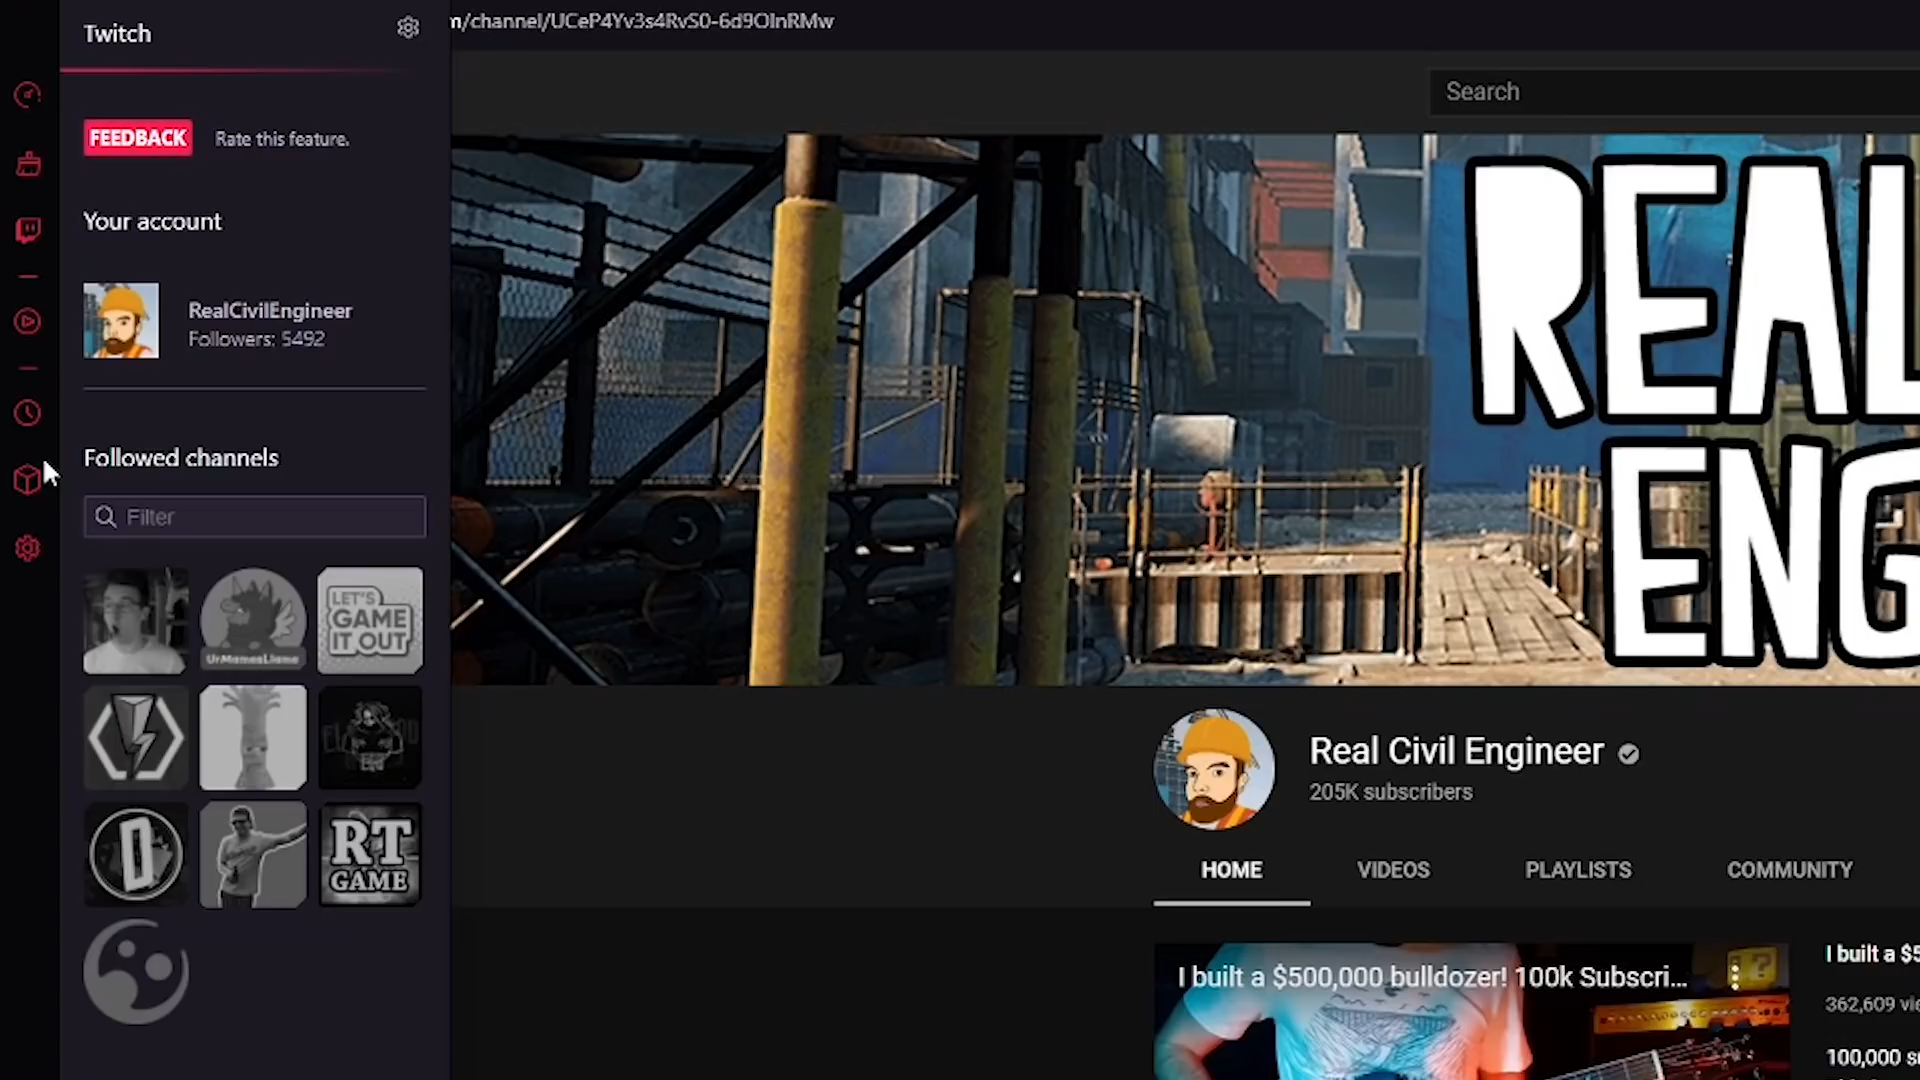 Twitch
m/channel/UCeP4Yv3s4RvS0-6d9OInRMw
Search
FEEDBACK
Rate this feature.
Your account
RealCivilEngineer
Followers: 5492
Followed channels
Filter
UrMamasLlama
LET'S
GAME
IT OUT
RT
GAME
REAL
ENG
Real Civil Engineer
205K subscribers
HOME
VIDEOS
PLAYLISTS
COMMUNITY
I built a $500,000 bulldozer! 100k Subscri...
I built a $5
362,609 vie
100,000 s